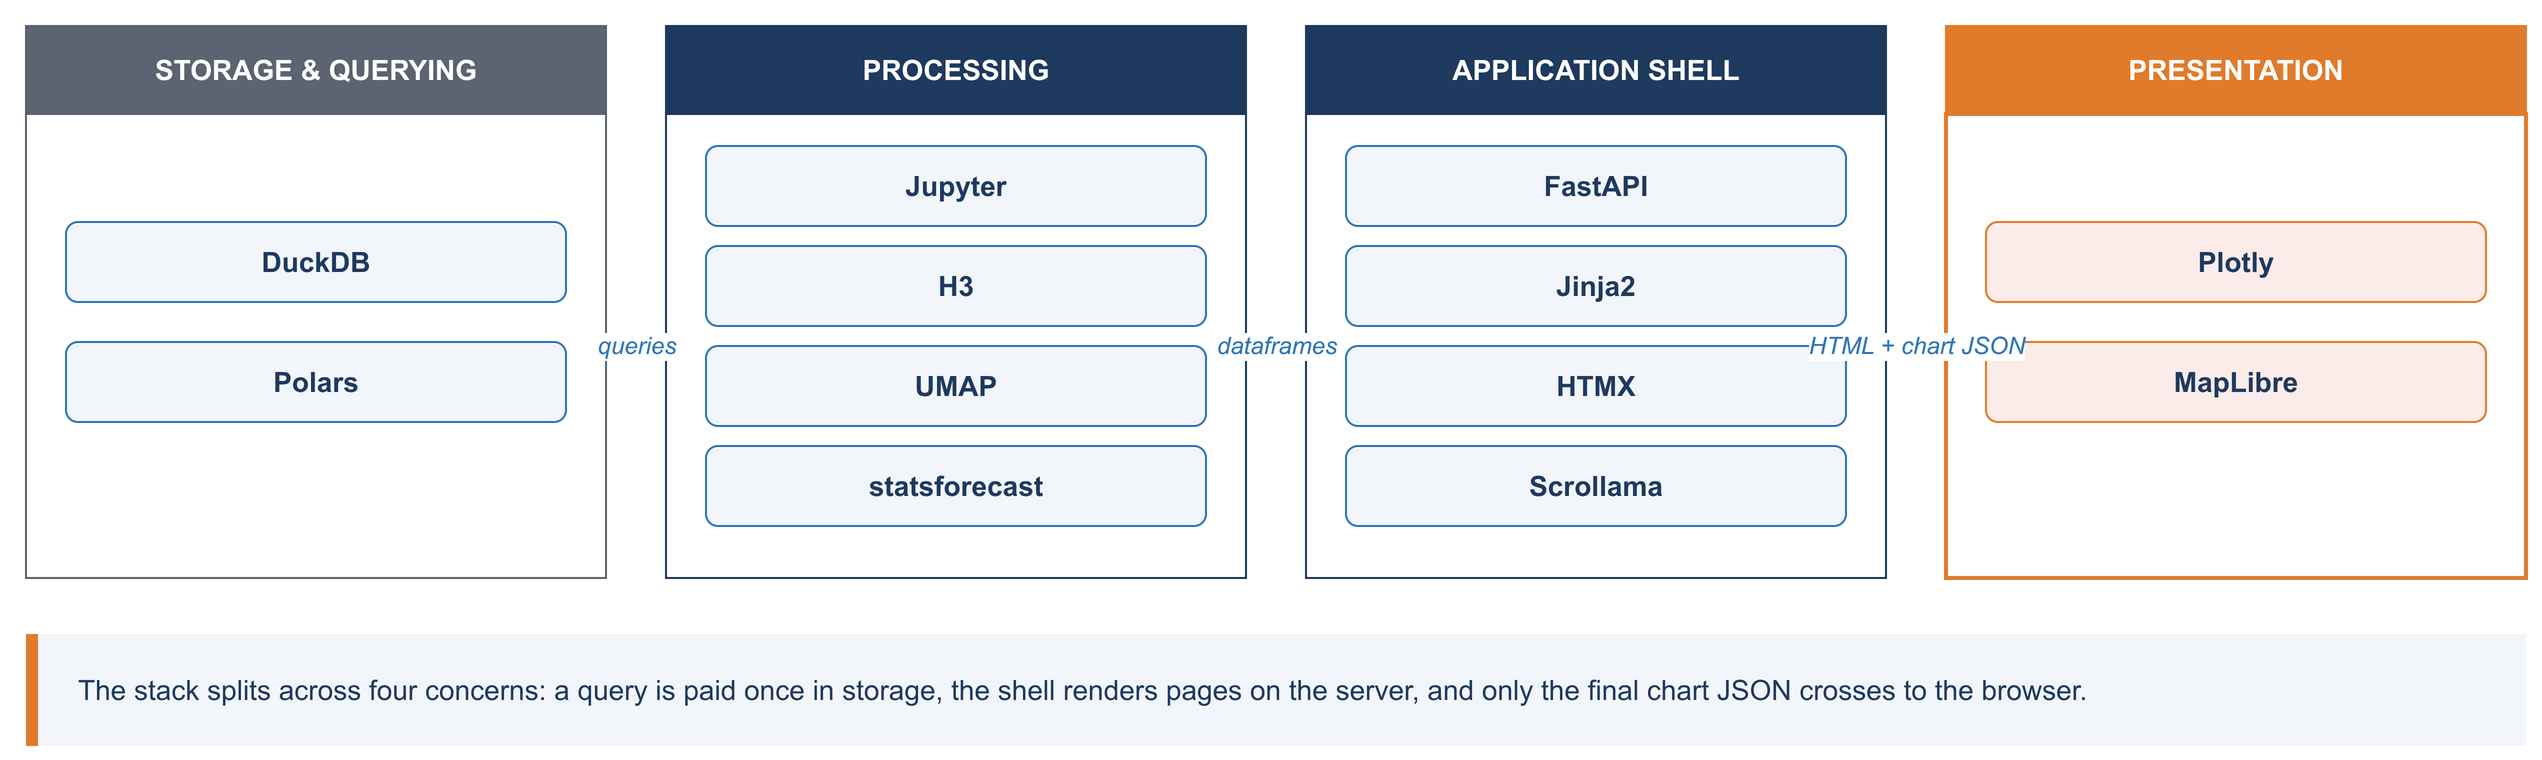 STORAGE & QUERYING
DuckDB
Polars
queries
PROCESSING
Jupyter
H3
UMAP
statsforecast
dataframes
APPLICATION SHELL
FastAPI
Jinja2
HTMX
Scrollama
HTML + chart JSON
PRESENTATION
Plotly
MapLibre
The stack splits across four concerns: a query is paid once in storage, the shell renders pages on the server, and only the final chart JSON crosses to the browser.